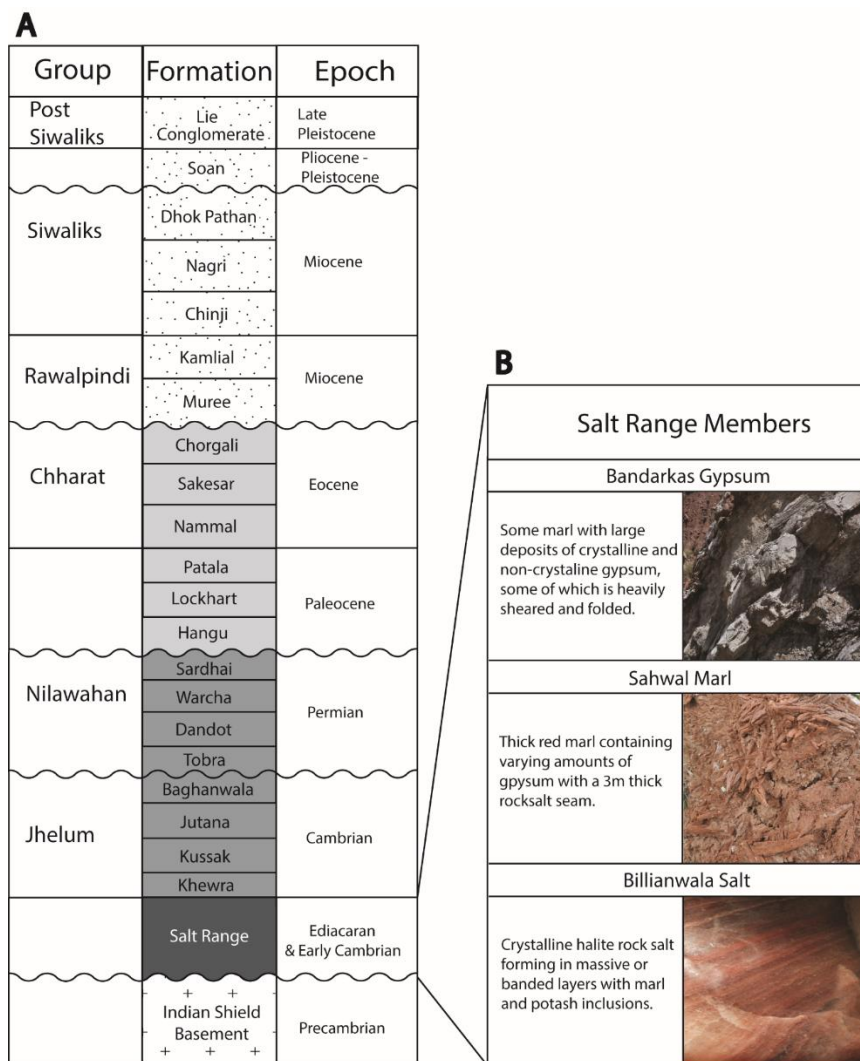 A
Group Formation Epoch
Post
Siwaliks
Lie
Conglomerate
Late
Pleistocene
Soan
Pliocene -
Pleistocene
Siwaliks
Dhok Pathan
Nagri
Chinji
Miocene
Rawalpindi
Kamlial
Muree
Miocene
Chharat
Chorgali
Sakesar
Nammal
Eocene
Patala
Lockhart
Hangu
Paleocene
Nilawahan
Sardhai
Warcha
Dandot
Tobra
Permian
Jhelum
Baghanwala
Jutana
Kussak
Khewra
Cambrian
Salt Range
Ediacaran
& Early Cambrian
Indian Shield
Basement
Precambrian
B
Salt Range Members
Bandarkas Gypsum
Some marl with large
deposits of crystalline and
non-crystaline gypsum,
some of which is heavily
sheared and folded.
Sahwal Marl
Thick red marl containing
varying amounts of
gpysum with a 3m thick
rocksalt seam.
Billianwala Salt
Crystalline halite rock salt
forming in massive or
banded layers with marl
and potash inclusions.